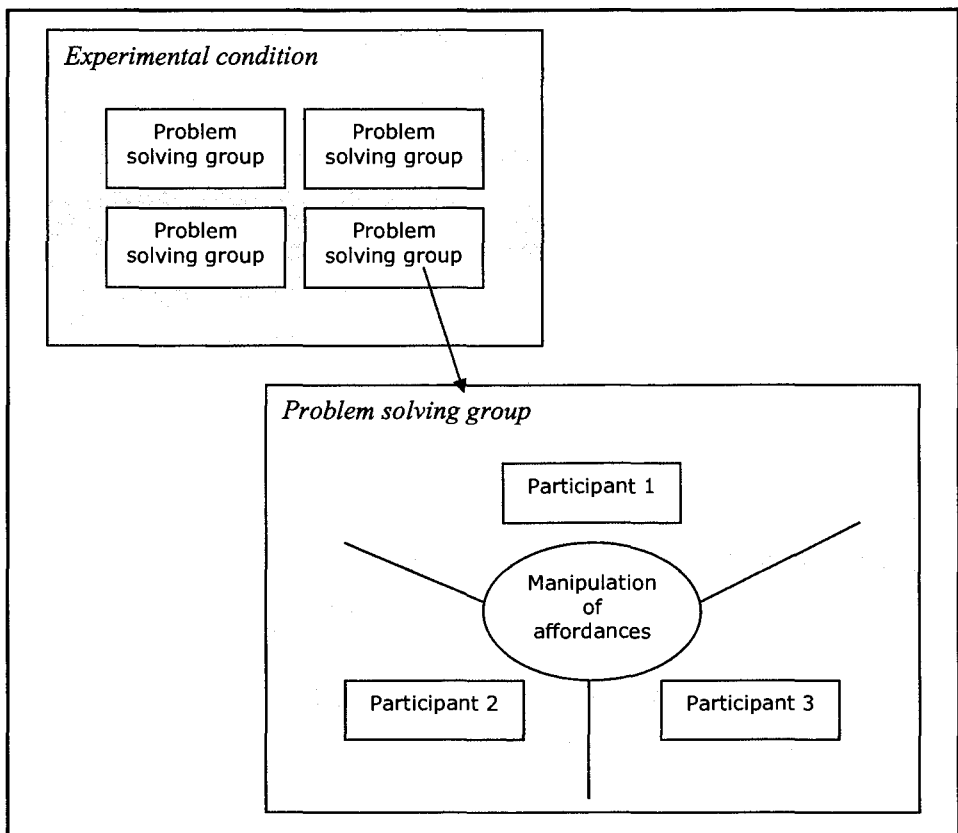 Experimental condition
Problem
solving group
Problem
solving group
Problem
solving group
Problem
solving group
Problem solving group
Participant 1
Manipulation
of
affordances
Participant 2
Participant 3